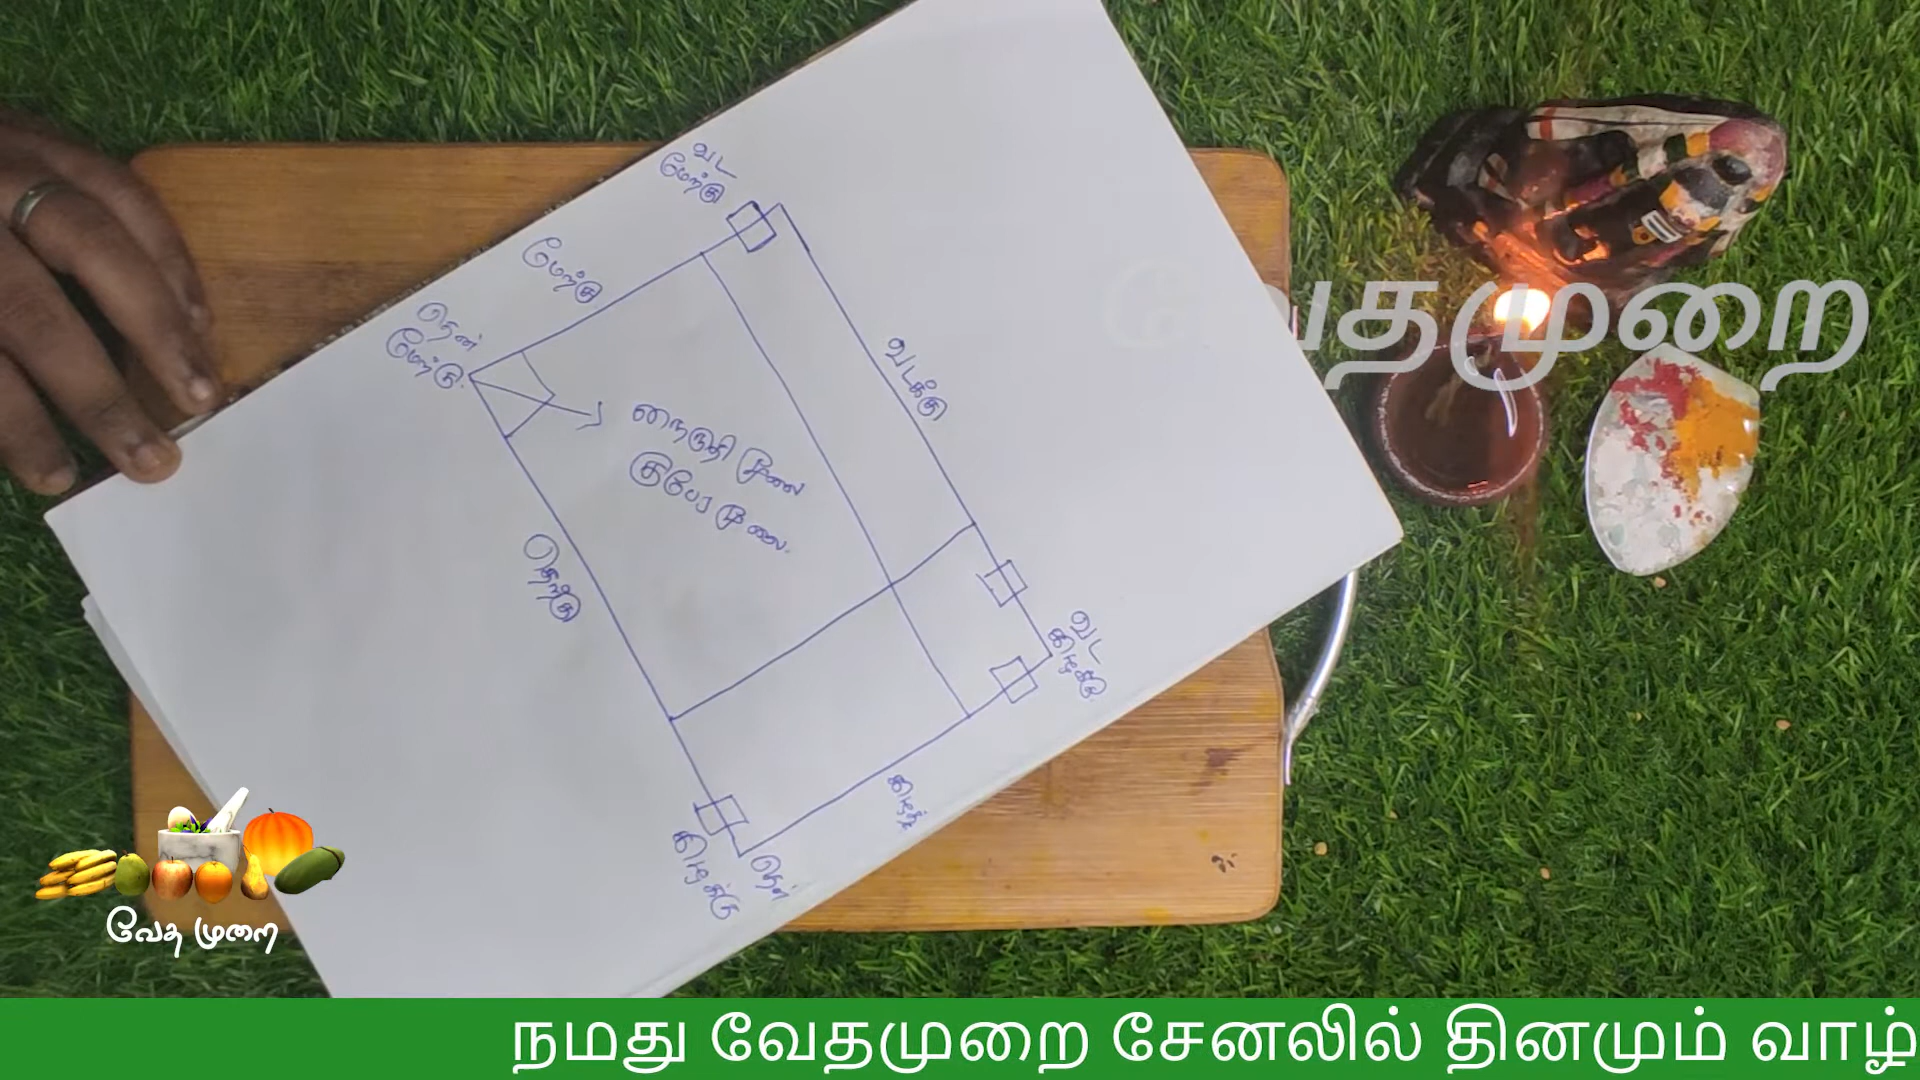 வட
மேற்கு
மேற்கு
தென்
மேற்கு
வடக்கு
நைருதி மூலை
குபேர மூலை
தெற்கு
வட
கிழக்கு
கிழக்கு
தென்
கிழக்கு
வேதமுறை
வேத முறை
நமது வேதமுறை சேனலில் தினமும் வாழ்